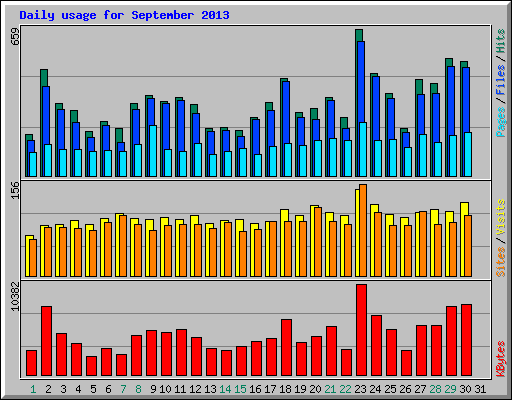 Daily usage for September 2013
659
Pages / Files / Hits
156
Sites / Visits
10382
KBytes
1 2 3 4 5 6 7 8 9 10 11 12 13 14 15 16 17 18 19 20 21 22 23 24 25 26 27 28 29 30 31